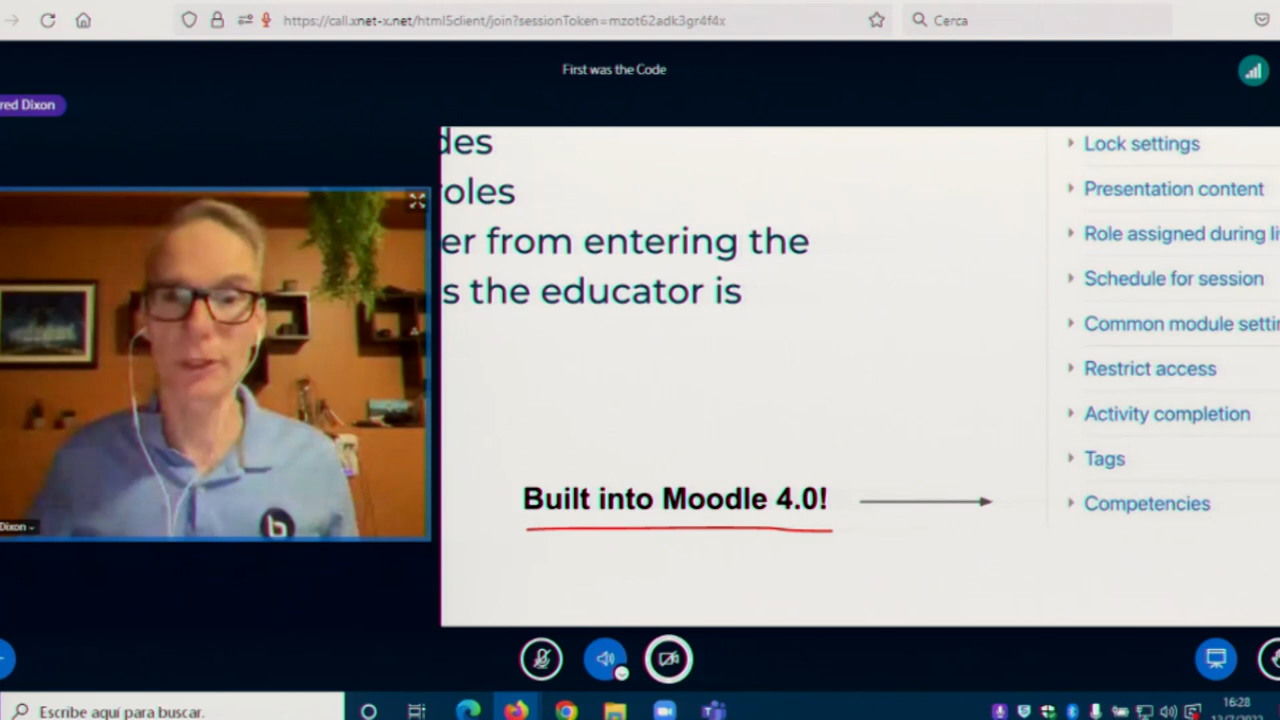 https://call.xnet-x.net/html5client/join?sessionToken=mzot62adk3gr4f4x
Cerca
First was the Code
red Dixon
des
roles
er from entering the
s the educator is
Built into Moodle 4.0!
Lock settings
Presentation content
Role assigned during li
Schedule for session
Common module settin
Restrict access
Activity completion
Tags
Competencies
Dixon
b
Escribe aquí para buscar.
16:28